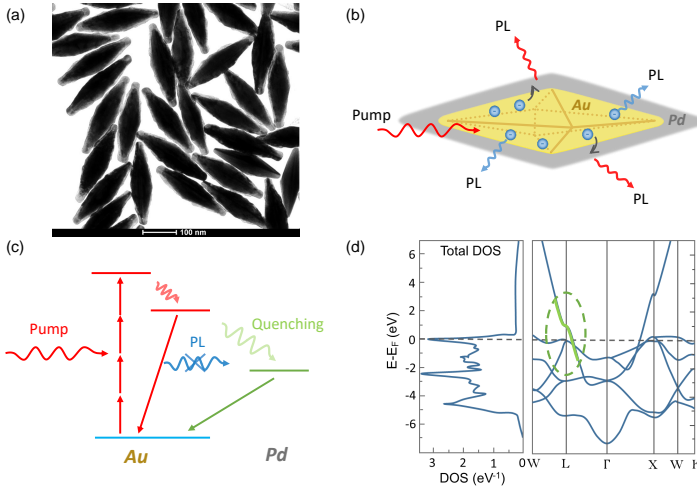 (a)
100 nm
(b)
PL
PL
Au
Pd
Pump
PL
PL
(c)
Pump
PL
Quenching
Au
Pd
(d)
Total DOS
E-E_F (eV)
6
4
2
0
-2
-4
-6
3 2 1 0
DOS (eV⁻¹)
W L Γ X W